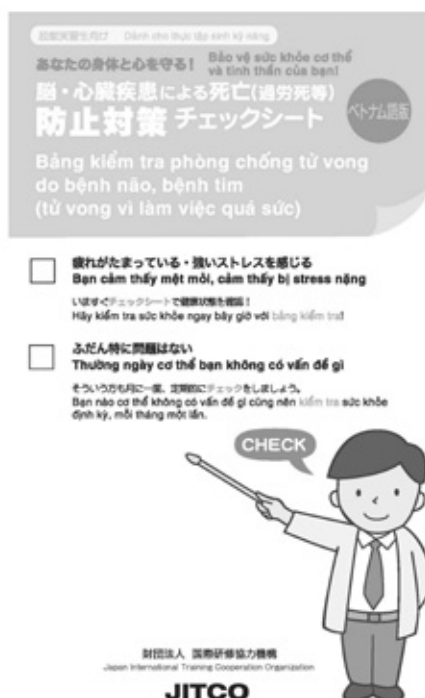 技能実習生向け Dành cho thực tập sinh kỹ năng
あなたの身体と心を守る! Bảo vệ sức khỏe cơ thể
và tinh thần của bạn!
脳・心臓疾患による死亡(過労死等)
防止対策 チェックシート
ベトナム語版
Bảng kiểm tra phòng chống tử vong
do bệnh não, bệnh tim
(tử vong vì làm việc quá sức)
疲れがたまっている・強いストレスを感じる
Bạn cảm thấy mệt mỏi, cảm thấy bị stress nặng
いますぐチェックシートで健康状態を確認!
Hãy kiểm tra sức khỏe ngay bây giờ với bảng kiểm tra!
ふだん特に問題はない
Thường ngày cơ thể bạn không có vấn đề gì
そういう方も月に一度、定期的にチェックをしましょう。
Bạn nào cơ thể không có vấn đề gì cũng nên kiểm tra sức khỏe
định kỳ, mỗi tháng một lần.
CHECK
財団法人 国際研修協力機構
Japan International Training Cooperation Organization
JITCO